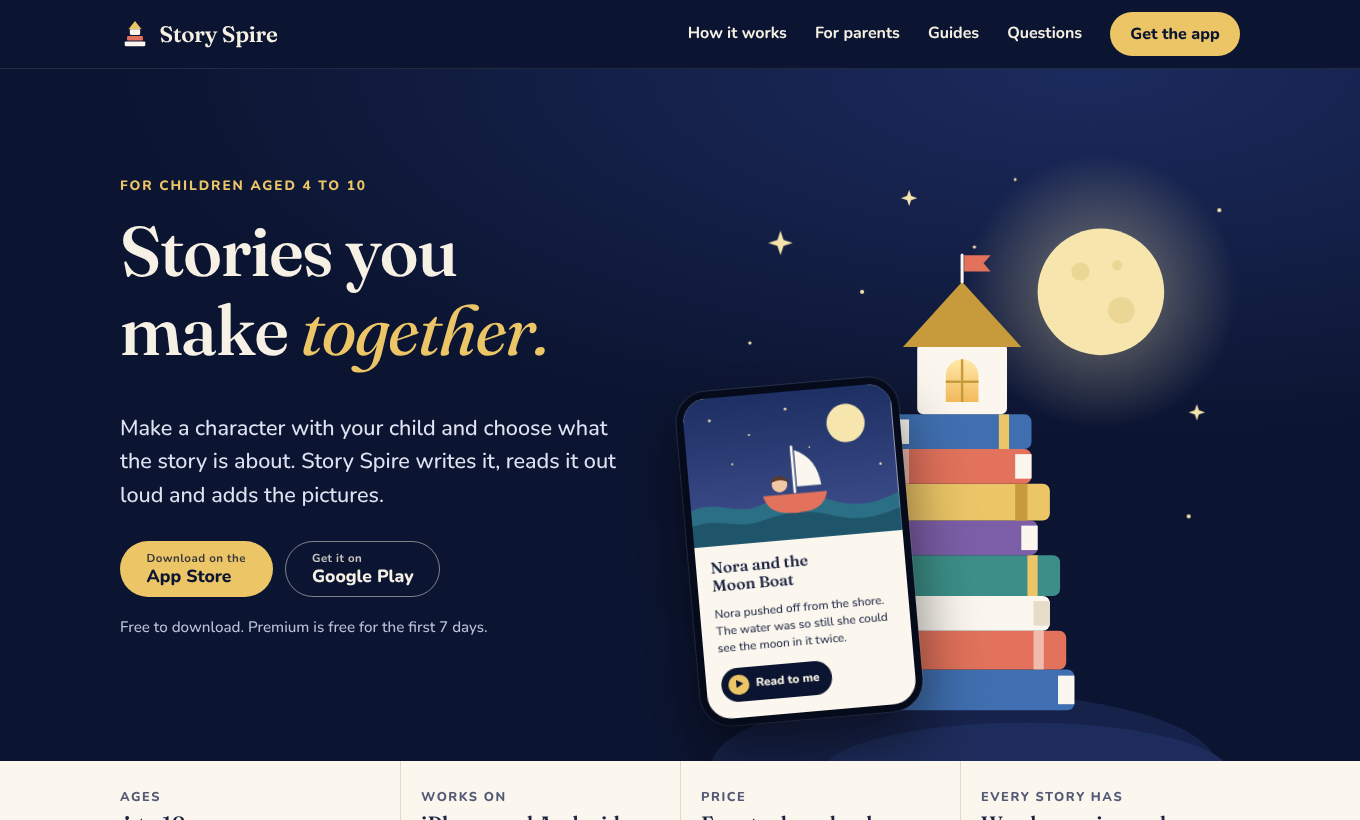 Story Spire
How it works
For parents
Guides
Questions
Get the app
FOR CHILDREN AGED 4 TO 10
Stories you
make together.
Make a character with your child and choose what
the story is about. Story Spire writes it, reads it out
loud and adds the pictures.
Download on the
App Store
Get it on
Google Play
Free to download. Premium is free for the first 7 days.
Nora and the
Moon Boat
Nora pushed off from the shore.
The water was so still she could
see the moon in it twice.
Read to me
AGES
WORKS ON
PRICE
EVERY STORY HAS